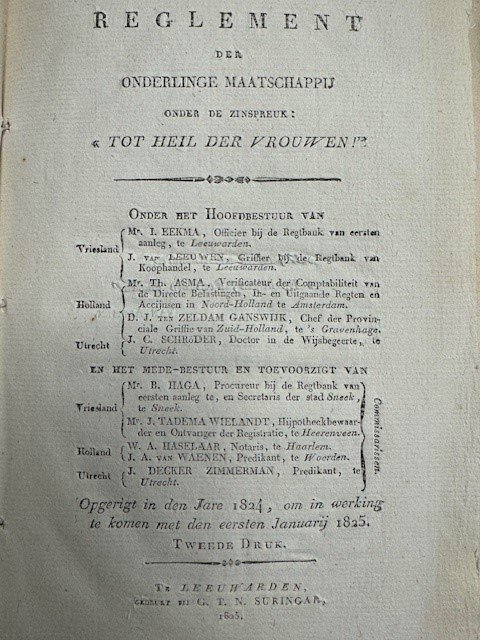 REGLEMENT
DER
ONDERLINGE MAATSCHAPPIJ
ONDER DE ZINSPREUK:
« TOT HEIL DER VROUWEN!»
ONDER HET HOOFDBESTUUR VAN
Vriesland
Mr. I. EEKMA, Officier bij de Regtbank van eersten
aanleg, te Leeuwarden.
J. VAN LEEUWEN, Griffier bij de Regtbank van
Koophandel, te Leeuwarden.
Holland
Mr. TH. ASMA, Verificateur der Comptabiliteit van
de Directe Belastingen, In- en Uitgaande Regten en
Accijnsen in Noord-Holland te Amsterdam.
D. J. TEN ZELDAM GANSWIJK, Chef der Provin-
ciale Griffie van Zuid-Holland, te 's Gravenhage.
Utrecht
J. C. SCHRÖDER, Doctor in de Wijsbegeerte, te
Utrecht.
EN HET MEDE-BESTUUR EN TOEVOORZIGT VAN
Vriesland
Mr. B. HAGA, Procureur bij de Regtbank van
eersten aanleg te, en Secretaris der stad Sneek,
te Sneek.
Mr. J. TADEMA WIELANDT, Hijpotheekbewaar-
der en Ontvanger der Registratie, te Heerenveen.
Holland
W. A. HASELAAR, Notaris, te Haarlem.
J. A. VAN WAENEN, Predikant, te Woerden.
Utrecht
J. DECKER ZIMMERMAN, Predikant, te
Utrecht.
Commissarissen.
Opgerigt in den Jare 1824, om in werking
te komen met den eersten Januarij 1825.
TWEEDE DRUK.
TE LEEUWARDEN,
GEDRUKT BIJ G. T. N. SURINGAR,
1825.